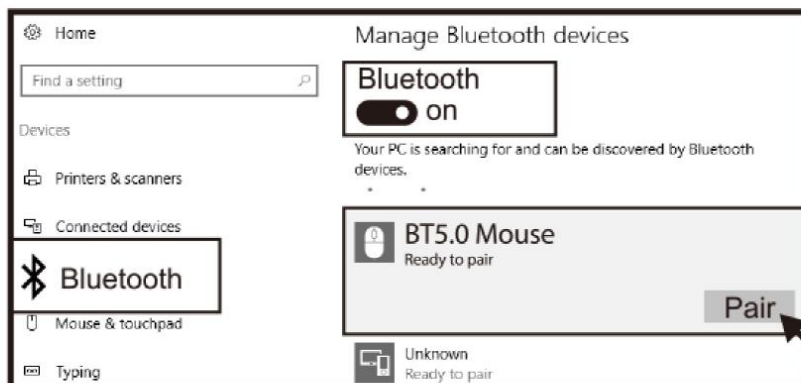 Home
Find a setting
Devices
Printers & scanners
Connected devices
Bluetooth
Mouse & touchpad
Typing
Manage Bluetooth devices
Bluetooth
on
Your PC is searching for and can be discovered by Bluetooth
devices.
BT5.0 Mouse
Ready to pair
Pair
Unknown
Ready to pair